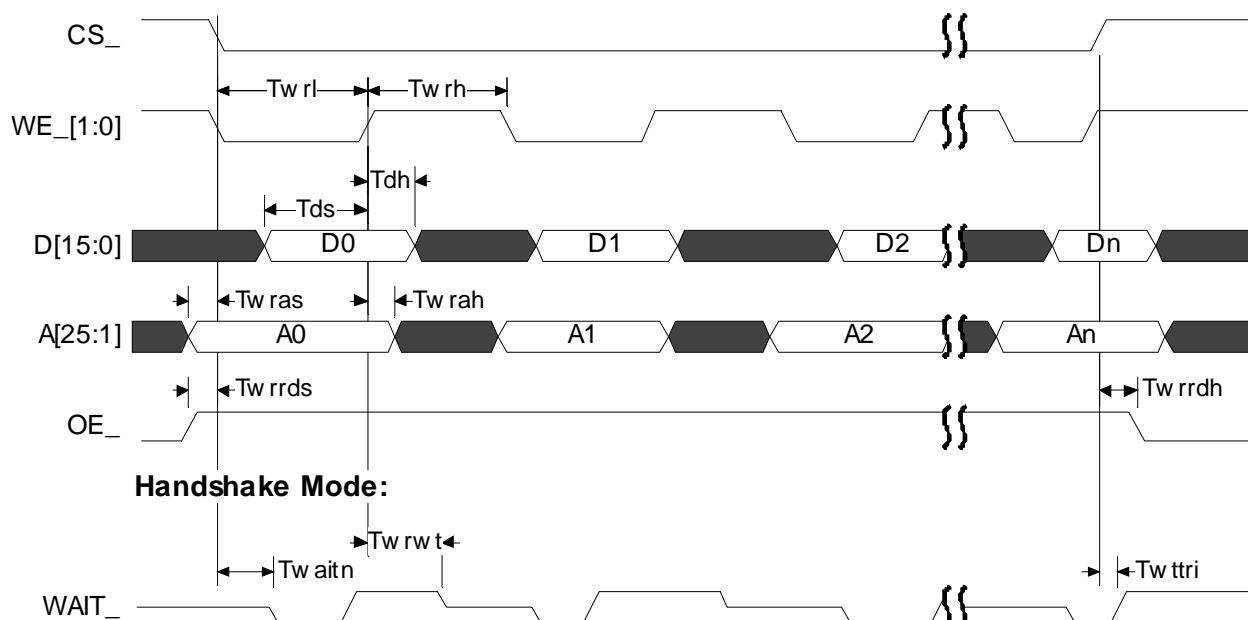 CS_
Tw rl Tw rh
WE_[1:0]
Tdh
Tds
D[15:0] D0 D1 D2 Dn
Tw ras Tw rah
A[25:1] A0 A1 A2 An
Tw rrds Tw rrdh
OE_
Handshake Mode:
Tw rw t
Tw aitn Tw ttri
WAIT_